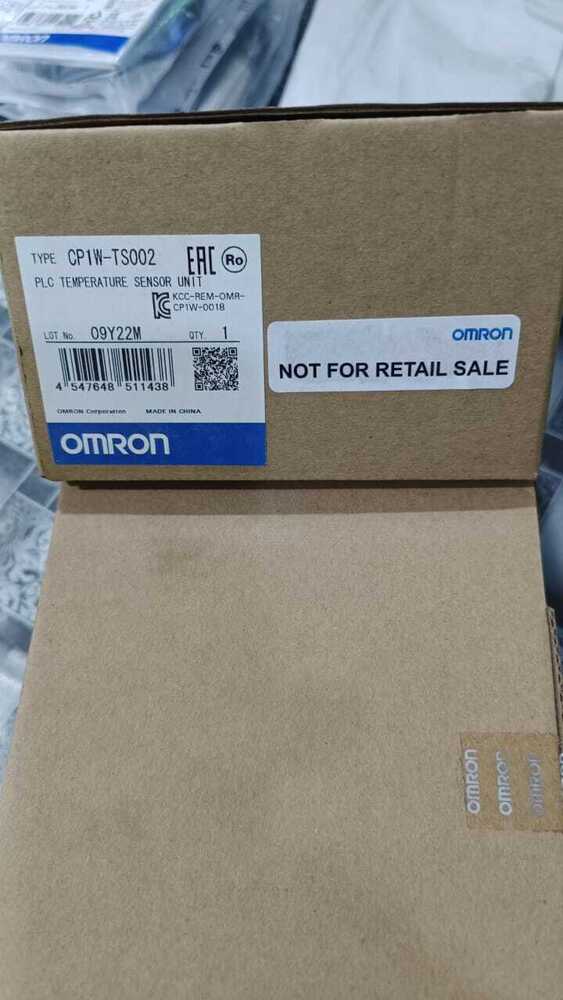 OMRON
TYPE CP1W-TS002
EAC Ro
PLC TEMPERATURE SENSOR UNIT
KCC-REM-OMR-
CP1W-0018
LOT No. 09Y22M QTY. 1
4 547648 511438
OMRON Corporation MADE IN CHINA
OMRON
OMRON
NOT FOR RETAIL SALE
OMRON
OMRON
OMRON